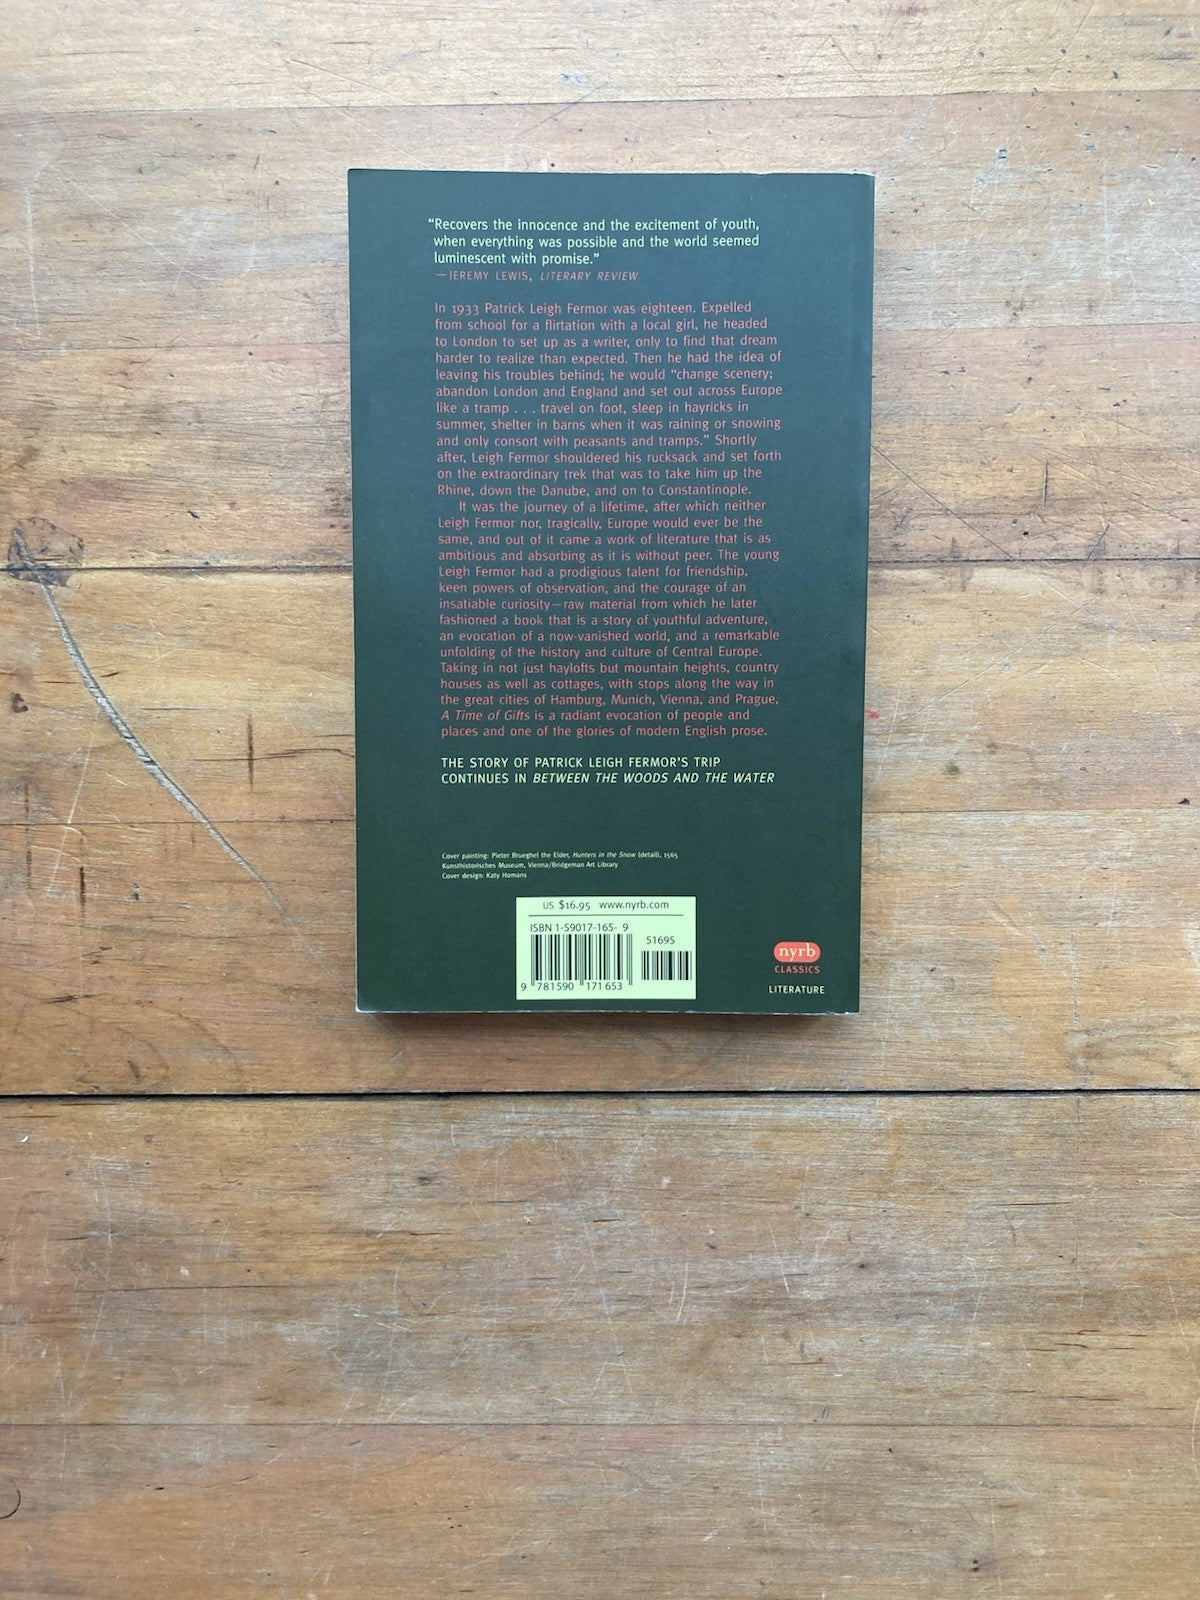 “Recovers the innocence and the excitement of youth,
when everything was possible and the world seemed
luminescent with promise.”
—JEREMY LEWIS, LITERARY REVIEW
In 1933 Patrick Leigh Fermor was eighteen. Expelled
from school for a flirtation with a local girl, he headed
to London to set up as a writer, only to find that dream
harder to realize than expected. Then he had the idea of
leaving his troubles behind; he would “change scenery;
abandon London and England and set out across Europe
like a tramp . . . travel on foot, sleep in hayricks in
summer, shelter in barns when it was raining or snowing
and only consort with peasants and tramps.” Shortly
after, Leigh Fermor shouldered his rucksack and set forth
on the extraordinary trek that was to take him up the
Rhine, down the Danube, and on to Constantinople.
It was the journey of a lifetime, after which neither
Leigh Fermor nor, tragically, Europe would ever be the
same, and out of it came a work of literature that is as
ambitious and absorbing as it is without peer. The young
Leigh Fermor had a prodigious talent for friendship,
keen powers of observation, and the courage of an
insatiable curiosity—raw material from which he later
fashioned a book that is a story of youthful adventure,
an evocation of a now-vanished world, and a remarkable
unfolding of the history and culture of Central Europe.
Taking in not just haylofts but mountain heights, country
houses as well as cottages, with stops along the way in
the great cities of Hamburg, Munich, Vienna, and Prague,
A Time of Gifts is a radiant evocation of people and
places and one of the glories of modern English prose.
THE STORY OF PATRICK LEIGH FERMOR’S TRIP
CONTINUES IN BETWEEN THE WOODS AND THE WATER
Cover painting: Pieter Brueghel the Elder, Hunters in the Snow (detail), 1565
Kunsthistorisches Museum, Vienna/Bridgeman Art Library
Cover design: Katy Homans
US $16.95 www.nyrb.com
ISBN 1-59017-165-9
51695
9 781590 171653
nyrb
CLASSICS
LITERATURE